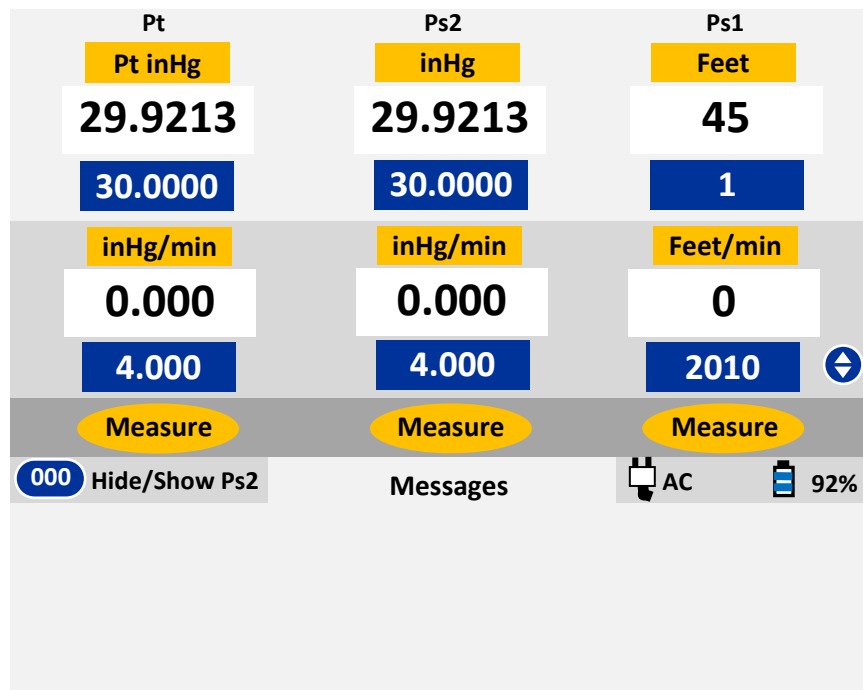 Pt Ps2 Ps1
Pt inHg inHg Feet
29.9213 29.9213 45
30.0000 30.0000 1
inHg/min inHg/min Feet/min
0.000 0.000 0
4.000 4.000 2010
Measure Measure Measure
000 Hide/Show Ps2 Messages AC 92%